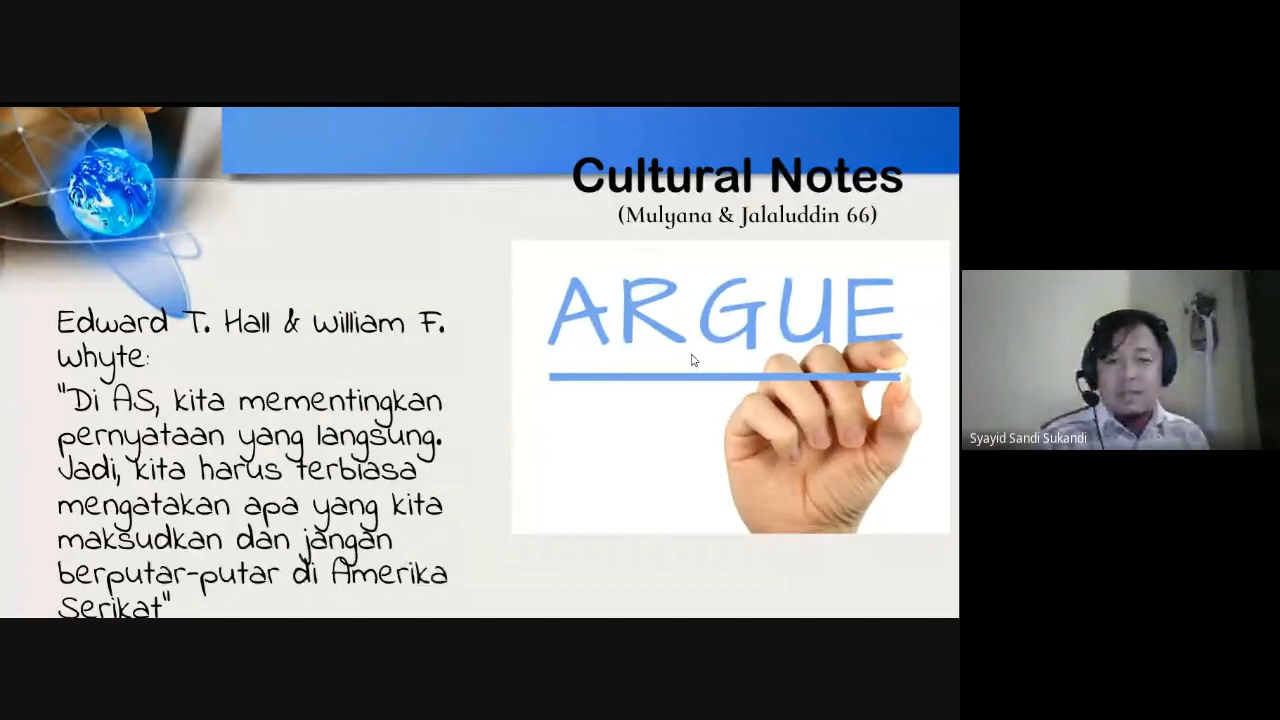 Cultural Notes
(Mulyana & Jalaluddin 66)
ARGUE
Edward T. Hall & William F.
Whyte:
"Di AS, kita mementingkan
pernyataan yang langsung.
Jadi, kita harus terbiasa
mengatakan apa yang kita
maksudkan dan jangan
berputar-putar di Amerika
Serikat"
Syayid Sandi Sukandi